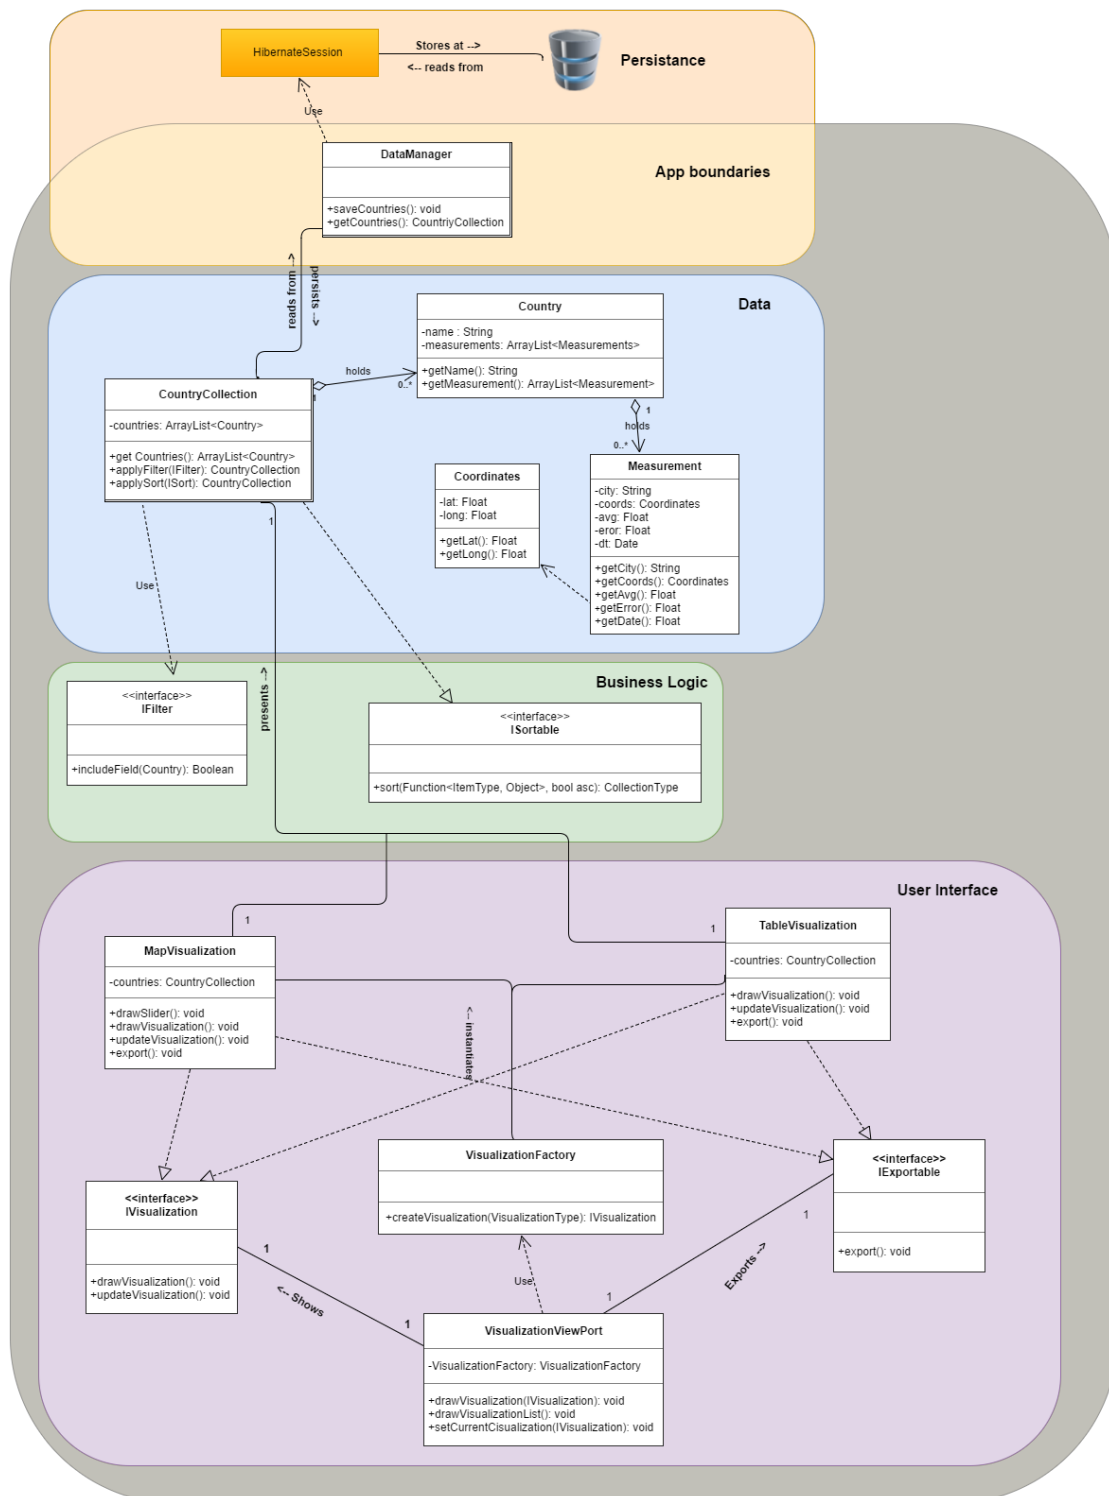 HibernateSession
Stores at -->
<-- reads from
Persistance
Use
DataManager
+saveCountries(): void
+getCountries(): CountriyCollection
App boundaries
reads from -->
persists -->
Data
Country
-name : String
-measurements: ArrayList<Measurements>
+getName(): String
+getMeasurement(): ArrayList<Measurement>
holds
1
0..*
CountryCollection
-countries: ArrayList<Country>
+get Countries(): ArrayList<Country>
+applyFilter(IFilter): CountryCollection
+applySort(ISort): CountryCollection
1
holds
0..*
1
Coordinates
-lat: Float
-long: Float
+getLat(): Float
+getLong(): Float
Measurement
-city: String
-coords: Coordinates
-avg: Float
-eror: Float
-dt: Date
+getCity(): String
+getCoords(): Coordinates
+getAvg(): Float
+getError(): Float
+getDate(): Float
Use
presents -->
Business Logic
<<interface>>
IFilter
+includeField(Country): Boolean
<<interface>>
ISortable
+sort(Function<ItemType, Object>, bool asc): CollectionType
User Interface
1
1
MapVisualization
-countries: CountryCollection
+drawSlider(): void
+drawVisualization(): void
+updateVisualization(): void
+export(): void
TableVisualization
-countries: CountryCollection
+drawVisualization(): void
+updateVisualization(): void
+export(): void
<-- instantiates
VisualizationFactory
+createVisualization(VisualizationType): IVisualization
<<interface>>
IVisualization
+drawVisualization(): void
+updateVisualization(): void
<<interface>>
IExportable
+export(): void
1
<-- Shows
1
Use
1
Exports -->
1
VisualizationViewPort
-VisualizationFactory: VisualizationFactory
+drawVisualization(IVisualization): void
+drawVisualizationList(): void
+setCurrentCisualization(IVisualization): void